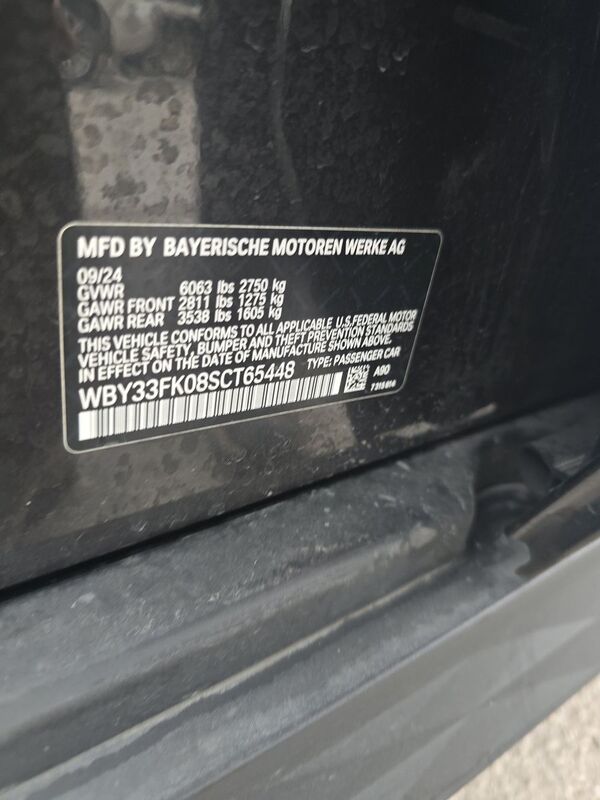 MFD BY BAYERISCHE MOTOREN WERKE AG
09/24
GVWR 6063 lbs 2750 kg
GAWR FRONT 2811 lbs 1275 kg
GAWR REAR 3538 lbs 1605 kg
THIS VEHICLE CONFORMS TO ALL APPLICABLE U.S.FEDERAL MOTOR
VEHICLE SAFETY, BUMPER AND THEFT PREVENTION STANDARDS
IN EFFECT ON THE DATE OF MANUFACTURE SHOWN ABOVE.
WBY33FK08SCT65448 TYPE: PASSENGER CAR
A90